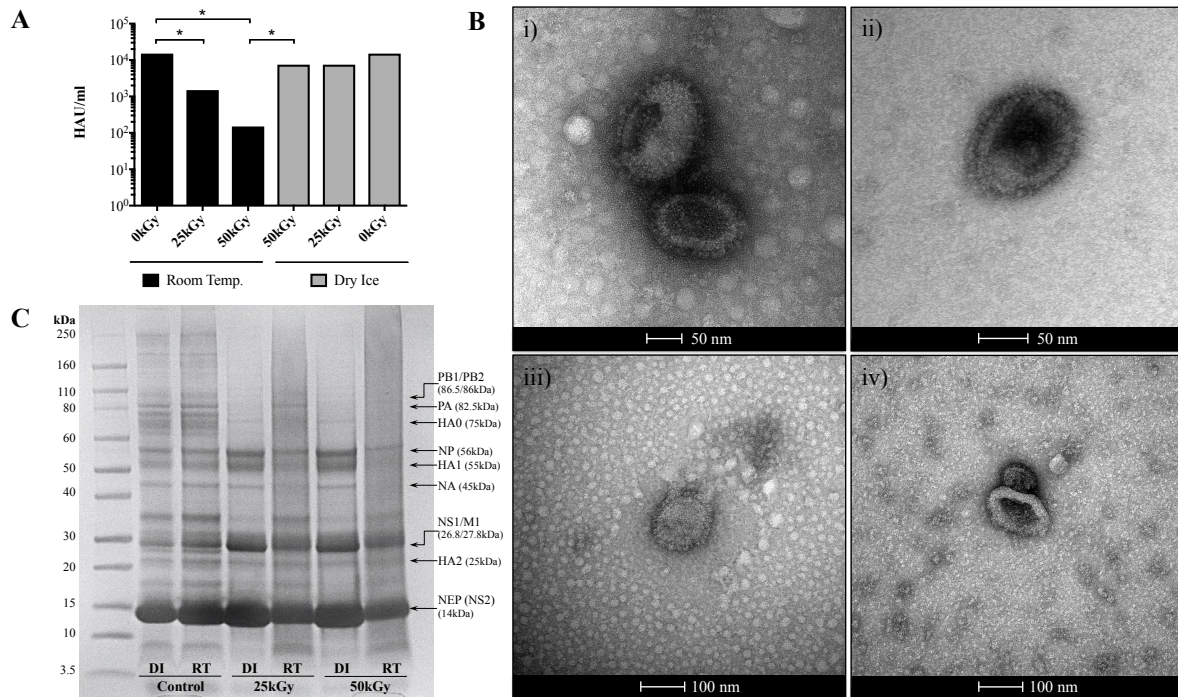 A
*
*
*
10⁵
10⁴
10³
10²
10¹
10⁰
HAU/ml
0kGy
25kGy
50kGy
50kGy
25kGy
0kGy
Room Temp.
Dry Ice
B
i)
50 nm
ii)
50 nm
iii)
100 nm
iv)
100 nm
C
kDa
250
160
110
80
60
50
40
30
20
15
10
3.5
PB1/PB2
(86.5/86kDa)
PA (82.5kDa)
HA0 (75kDa)
NP (56kDa)
HA1 (55kDa)
NA (45kDa)
NS1/M1
(26.8/27.8kDa)
HA2 (25kDa)
NEP (NS2)
(14kDa)
DI RT DI RT DI RT
Control 25kGy 50kGy